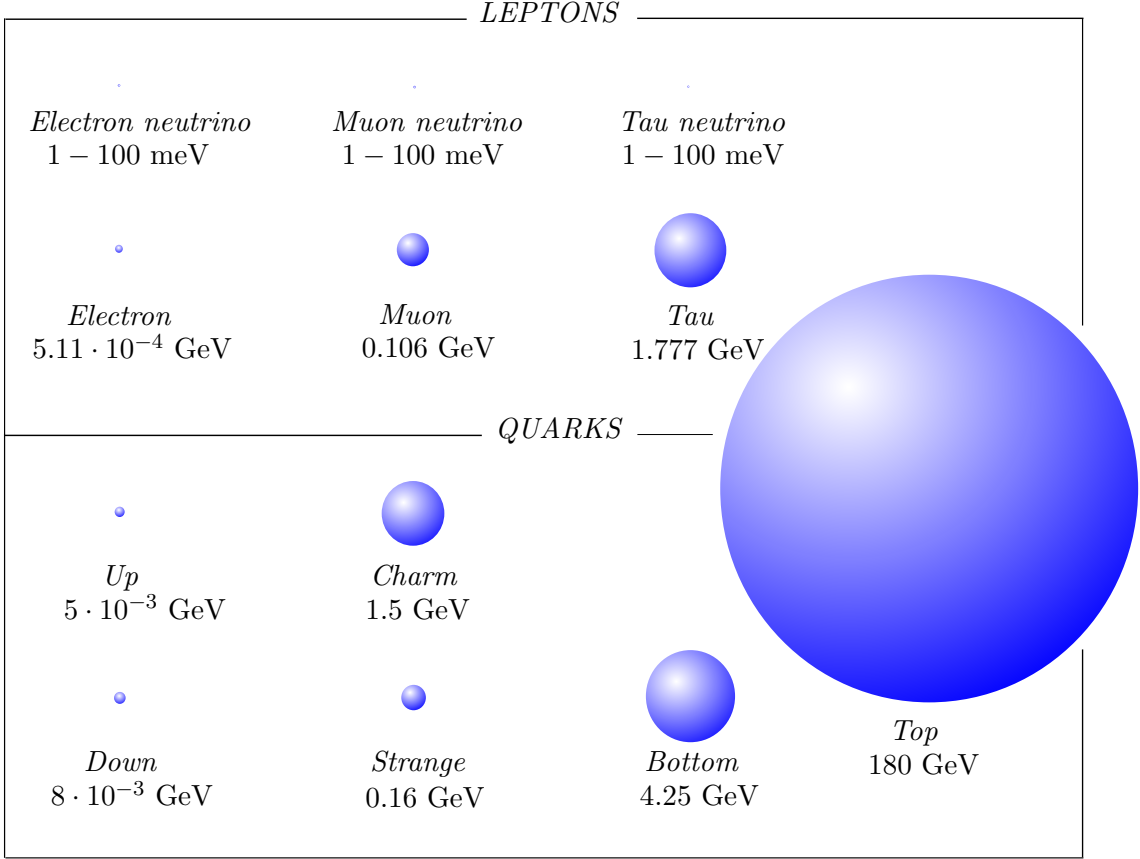 LEPTONS
Electron neutrino
1 – 100 meV
Muon neutrino
1 – 100 meV
Tau neutrino
1 – 100 meV
Electron
5.11 · 10⁻⁴ GeV
Muon
0.106 GeV
Tau
1.777 GeV
QUARKS
Up
5 · 10⁻³ GeV
Charm
1.5 GeV
Top
180 GeV
Down
8 · 10⁻³ GeV
Strange
0.16 GeV
Bottom
4.25 GeV